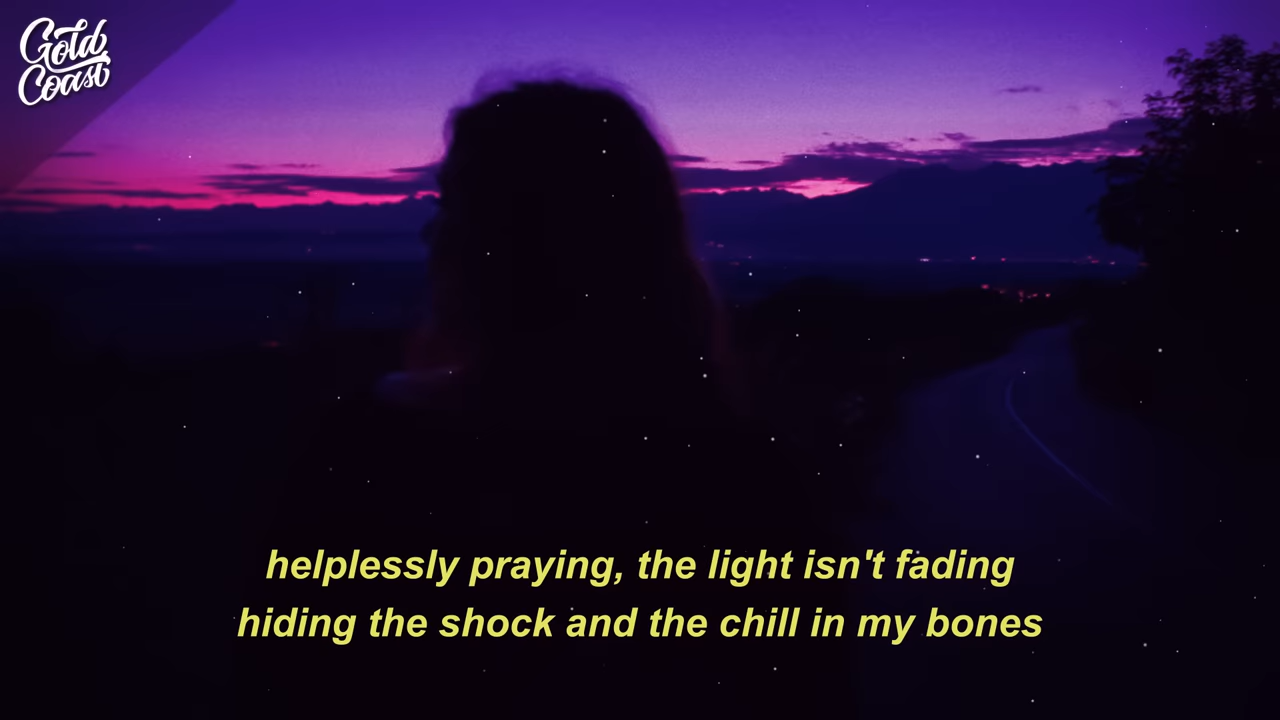 Gold
Coast
helplessly praying, the light isn't fading
hiding the shock and the chill in my bones